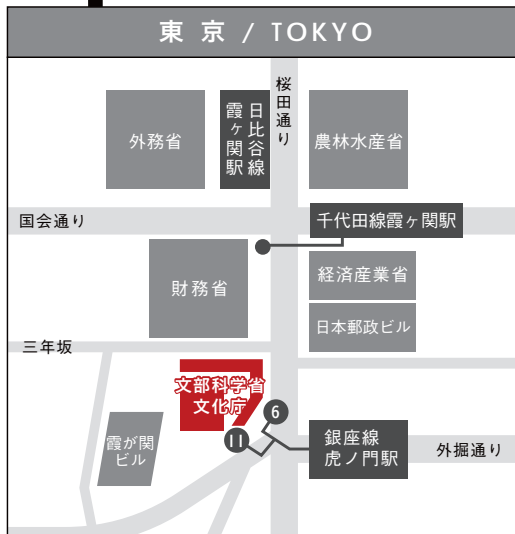 東 京 / TOKYO
桜田通り
外務省
日比谷線
霞ヶ関駅
農林水産省
国会通り
千代田線霞ヶ関駅
財務省
経済産業省
日本郵政ビル
三年坂
文部科学省
文化庁
6
11
霞が関
ビル
銀座線
虎ノ門駅
外掘通り